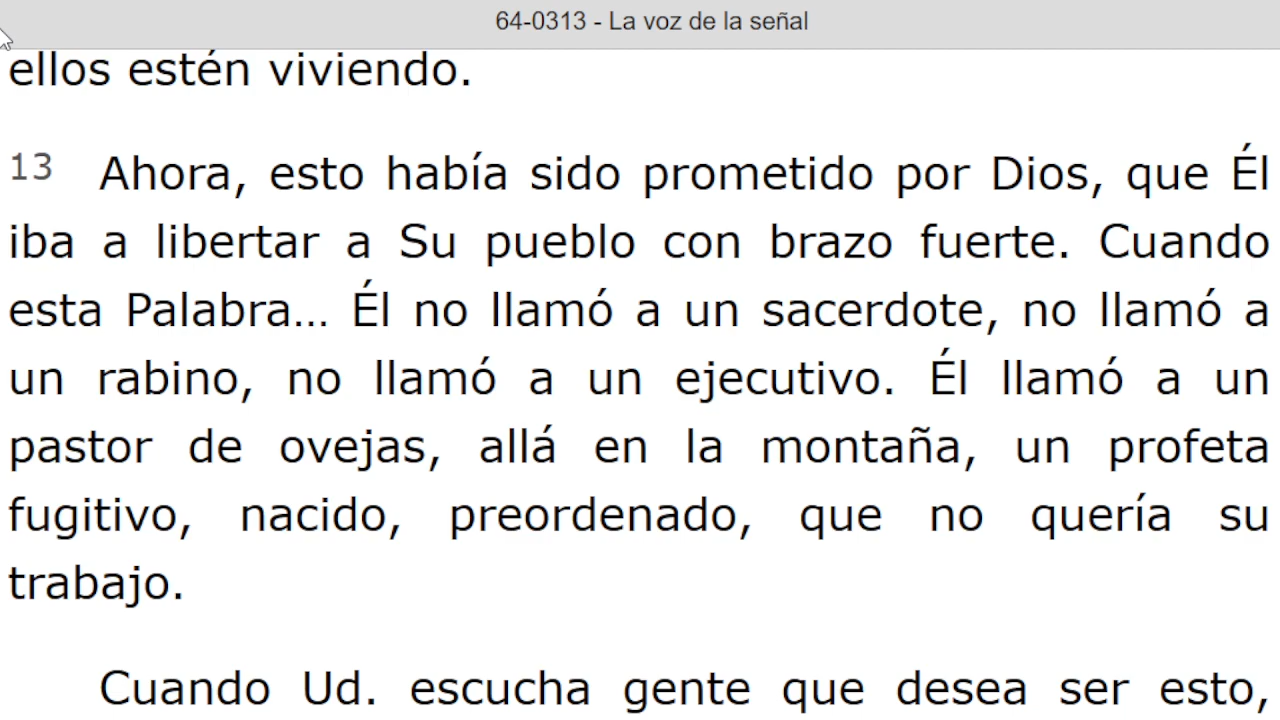 64-0313 - La voz de la señal
ellos estén viviendo.
13 Ahora, esto había sido prometido por Dios, que Él
iba a libertar a Su pueblo con brazo fuerte. Cuando
esta Palabra... Él no llamó a un sacerdote, no llamó a
un rabino, no llamó a un ejecutivo. Él llamó a un
pastor de ovejas, allá en la montaña, un profeta
fugitivo, nacido, preordenado, que no quería su
trabajo.
Cuando Ud. escucha gente que desea ser esto,